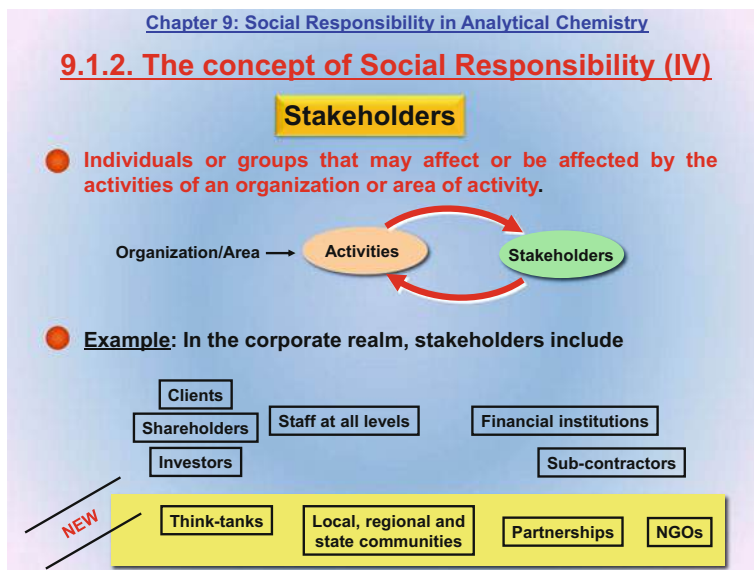 Chapter 9: Social Responsibility in Analytical Chemistry
9.1.2. The concept of Social Responsibility (IV)
Stakeholders
Individuals or groups that may affect or be affected by the
activities of an organization or area of activity.
Organization/Area
Activities
Stakeholders
Example: In the corporate realm, stakeholders include
Clients
Shareholders
Investors
Staff at all levels
Financial institutions
Sub-contractors
NEW
Think-tanks
Local, regional and
state communities
Partnerships
NGOs